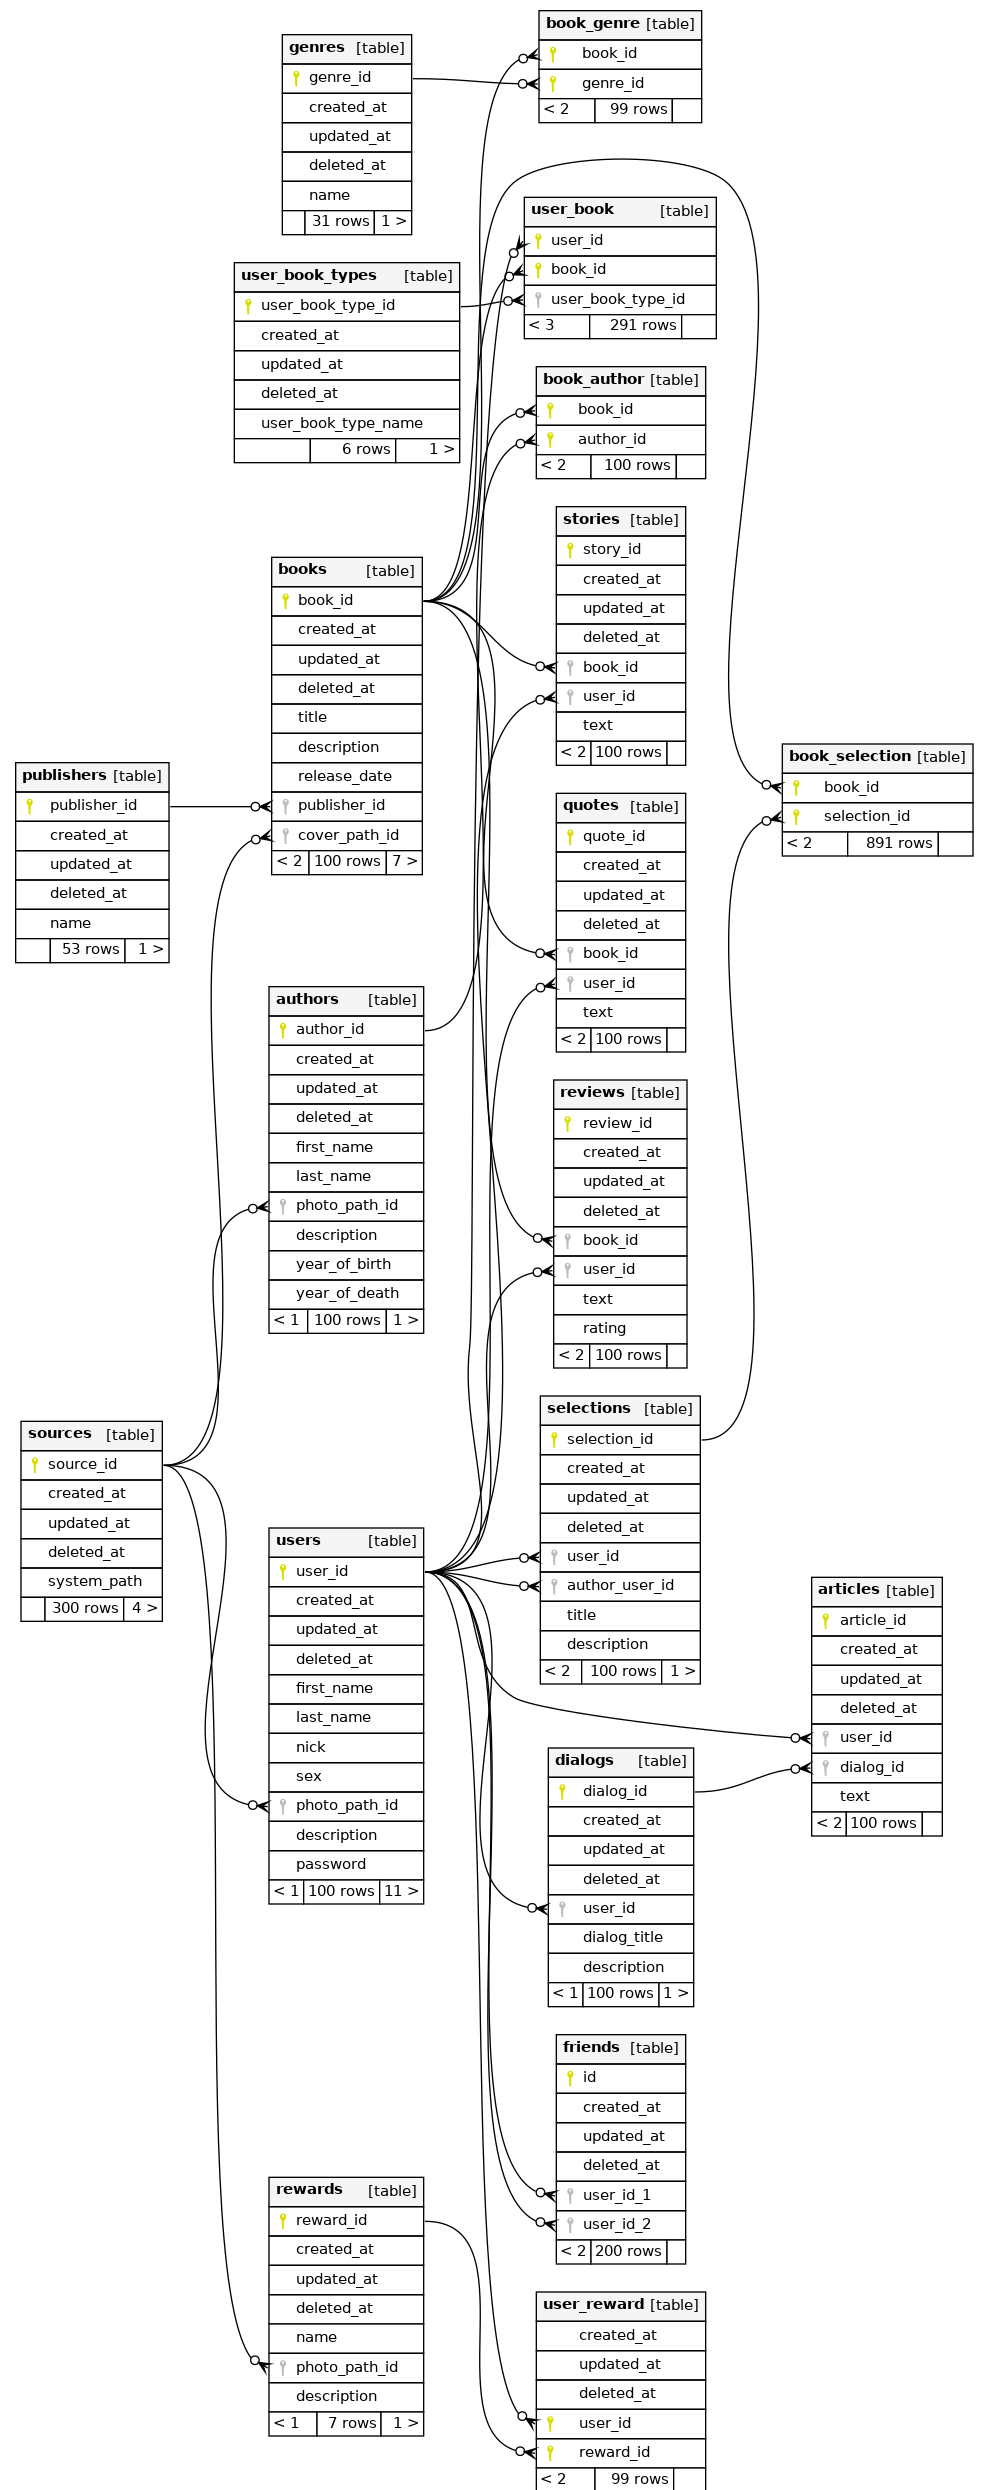 book_genre [table]
book_id
genre_id
< 2 99 rows
genres [table]
genre_id
created_at
updated_at
deleted_at
name
31 rows 1 >
user_book [table]
user_id
book_id
user_book_type_id
< 3 291 rows
user_book_types [table]
user_book_type_id
created_at
updated_at
deleted_at
user_book_type_name
6 rows 1 >
book_author [table]
book_id
author_id
< 2 100 rows
stories [table]
story_id
created_at
updated_at
deleted_at
book_id
user_id
text
< 2 100 rows
books [table]
book_id
created_at
updated_at
deleted_at
title
description
release_date
publisher_id
cover_path_id
< 2 100 rows 7 >
book_selection [table]
book_id
selection_id
< 2 891 rows
publishers [table]
publisher_id
created_at
updated_at
deleted_at
name
53 rows 1 >
quotes [table]
quote_id
created_at
updated_at
deleted_at
book_id
user_id
text
< 2 100 rows
authors [table]
author_id
created_at
updated_at
deleted_at
first_name
last_name
photo_path_id
description
year_of_birth
year_of_death
< 1 100 rows 1 >
reviews [table]
review_id
created_at
updated_at
deleted_at
book_id
user_id
text
rating
< 2 100 rows
selections [table]
selection_id
created_at
updated_at
deleted_at
user_id
author_user_id
title
description
< 2 100 rows 1 >
sources [table]
source_id
created_at
updated_at
deleted_at
system_path
300 rows 4 >
users [table]
user_id
created_at
updated_at
deleted_at
first_name
last_name
nick
sex
photo_path_id
description
password
< 1 100 rows 11 >
articles [table]
article_id
created_at
updated_at
deleted_at
user_id
dialog_id
text
< 2 100 rows
dialogs [table]
dialog_id
created_at
updated_at
deleted_at
user_id
dialog_title
description
< 1 100 rows 1 >
friends [table]
id
created_at
updated_at
deleted_at
user_id_1
user_id_2
< 2 200 rows
rewards [table]
reward_id
created_at
updated_at
deleted_at
name
photo_path_id
description
< 1 7 rows 1 >
user_reward [table]
created_at
updated_at
deleted_at
user_id
reward_id
< 2 99 rows